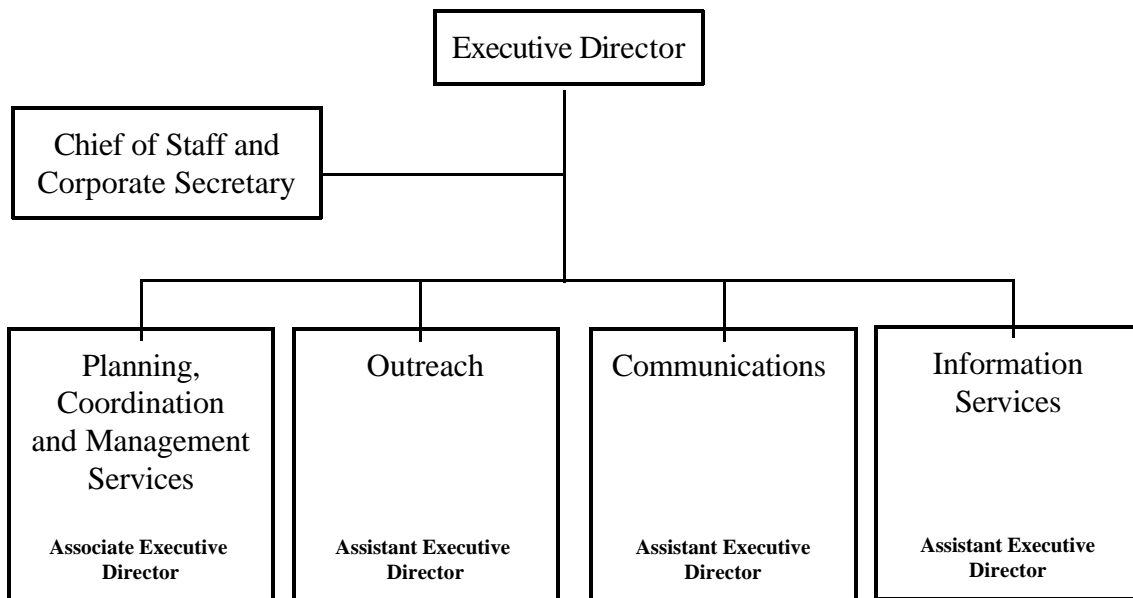 Executive Director
Chief of Staff and
Corporate Secretary
Planning,
Coordination
and Management
Services
Associate Executive
Director
Outreach
Assistant Executive
Director
Communications
Assistant Executive
Director
Information
Services
Assistant Executive
Director